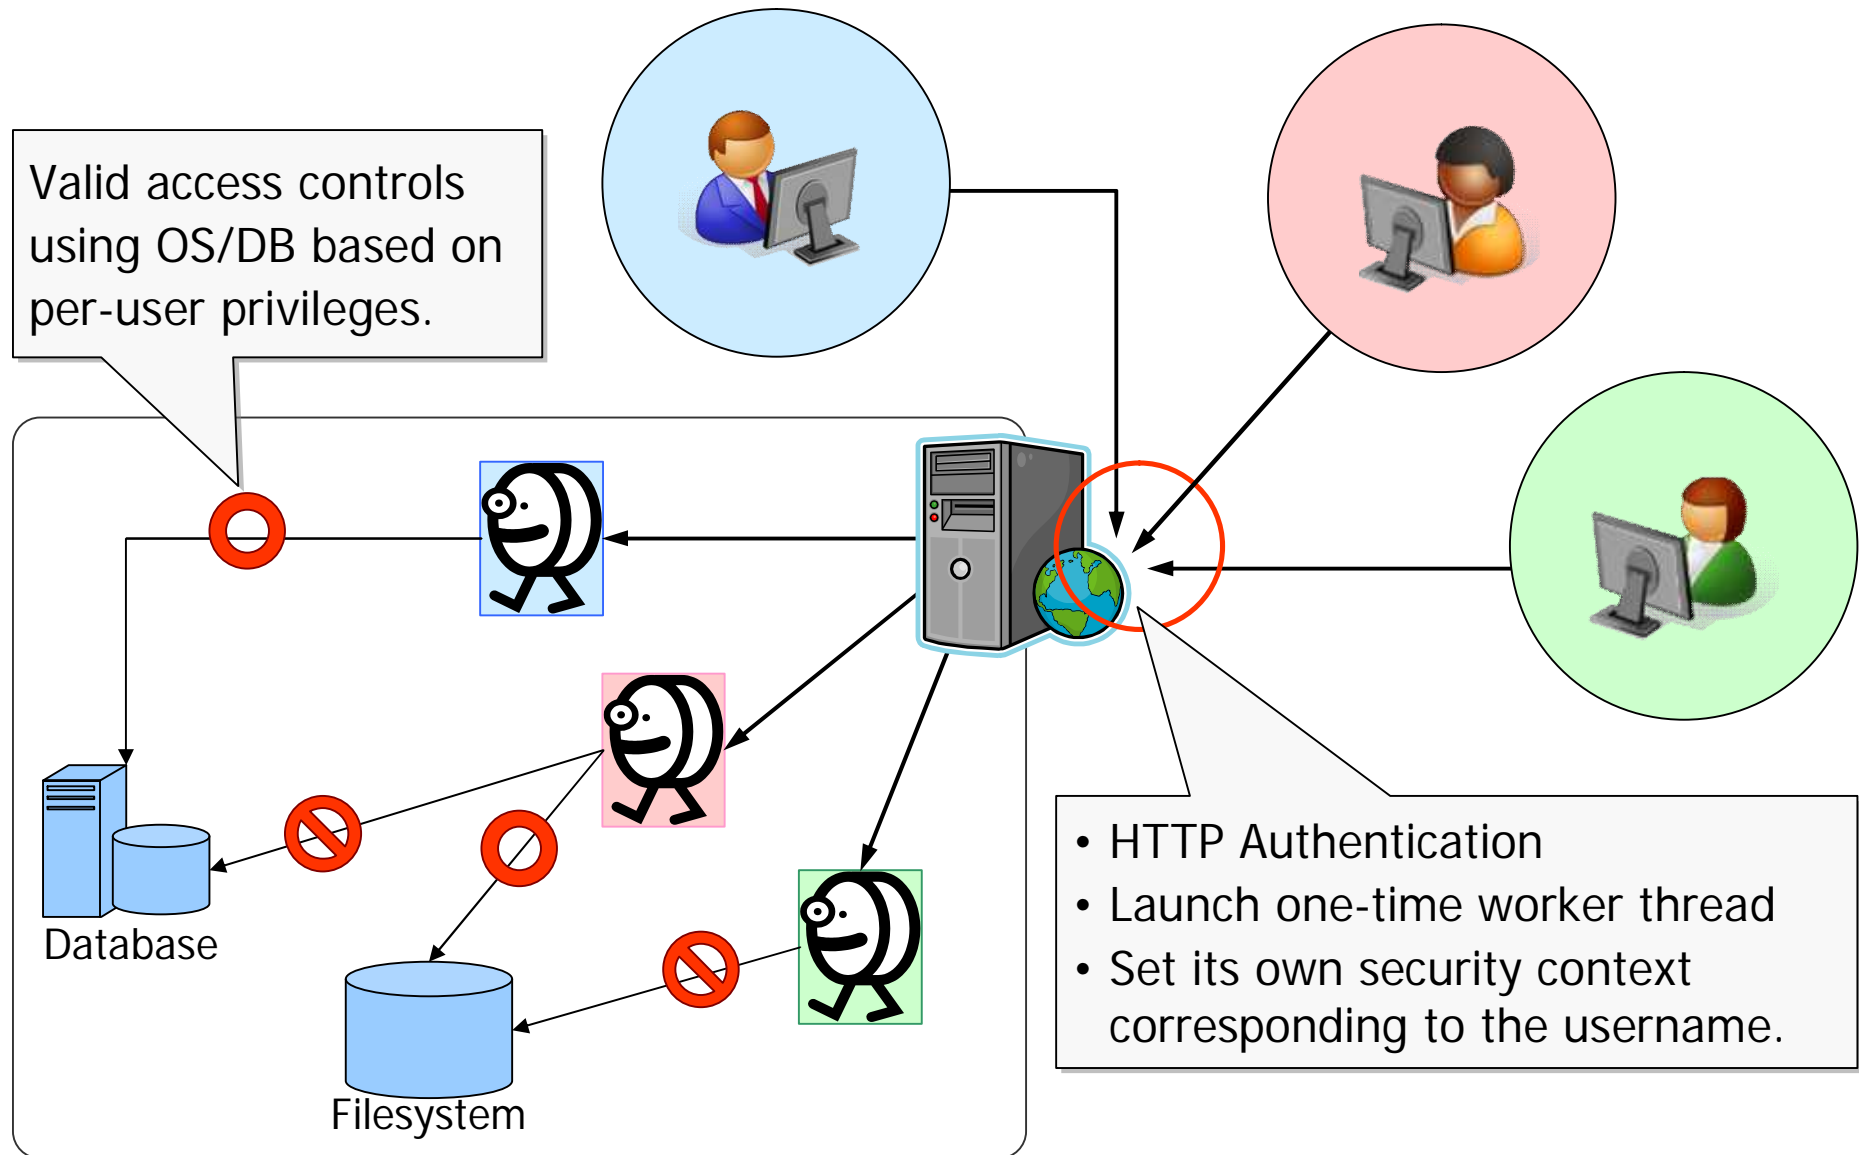 Valid access controls
using OS/DB based on
per-user privileges.
Database
Filesystem
• HTTP Authentication
• Launch one-time worker thread
• Set its own security context
corresponding to the username.